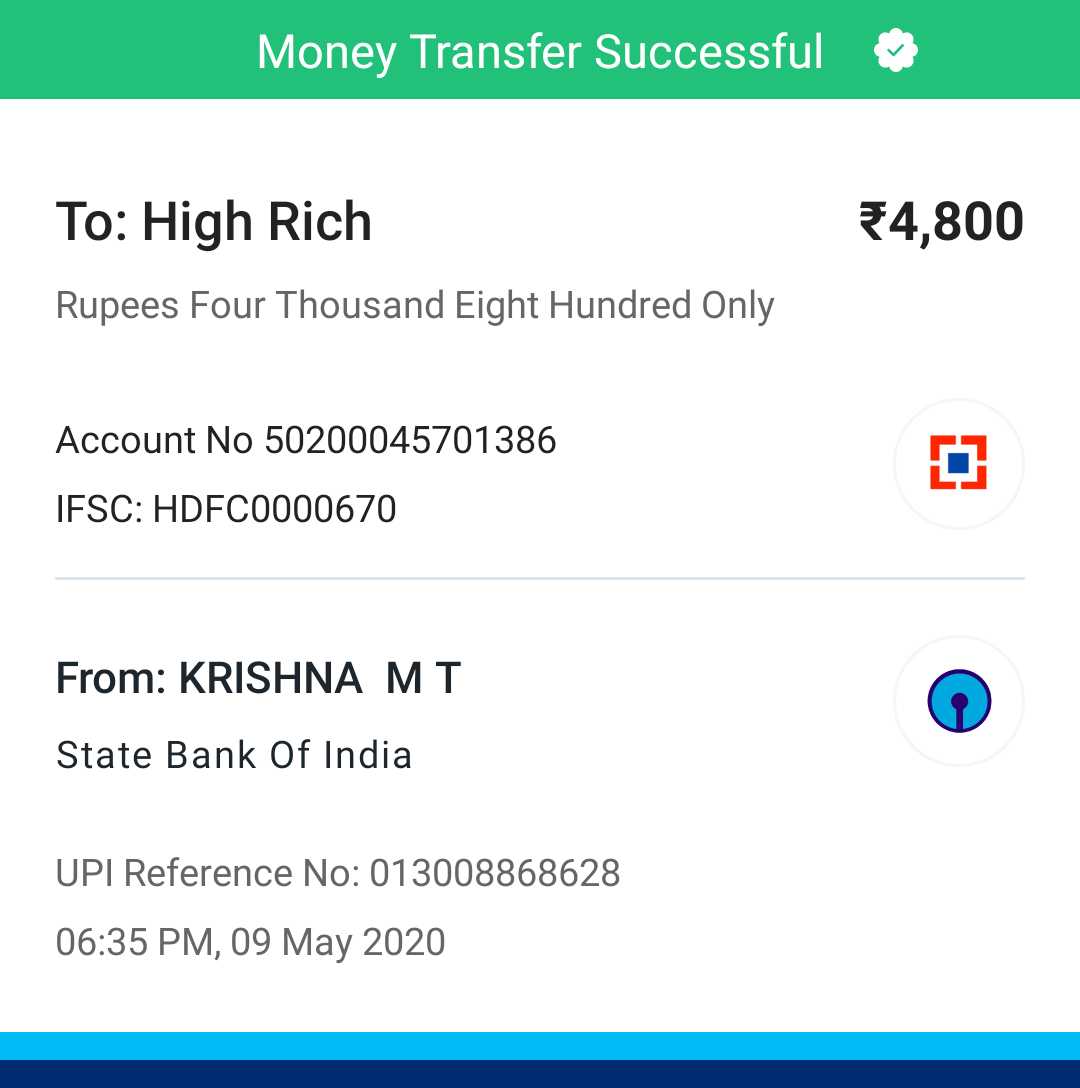 Money Transfer Successful
To: High Rich
₹4,800
Rupees Four Thousand Eight Hundred Only
Account No 50200045701386
IFSC: HDFC0000670
From: KRISHNA  M T
State Bank Of India
UPI Reference No: 013008868628
06:35 PM, 09 May 2020